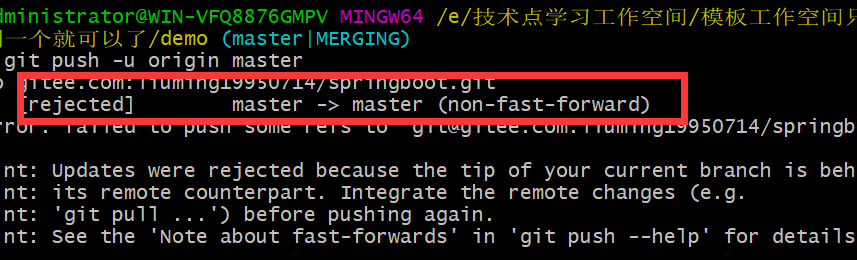 dministrator@WIN-VFQ8876GMPV MINGW64 /e/技术点学习工作空间/模板工作空间只
一个就可以了/demo (master|MERGING)
git push -u origin master
gitee.com:liuming19950714/springboot.git
[rejected] master -> master (non-fast-forward)
ror: failed to push some refs to 'git@gitee.com:liuming19950714/springb
nt: Updates were rejected because the tip of your current branch is beh
nt: its remote counterpart. Integrate the remote changes (e.g.
nt: 'git pull ...') before pushing again.
nt: See the 'Note about fast-forwards' in 'git push --help' for details